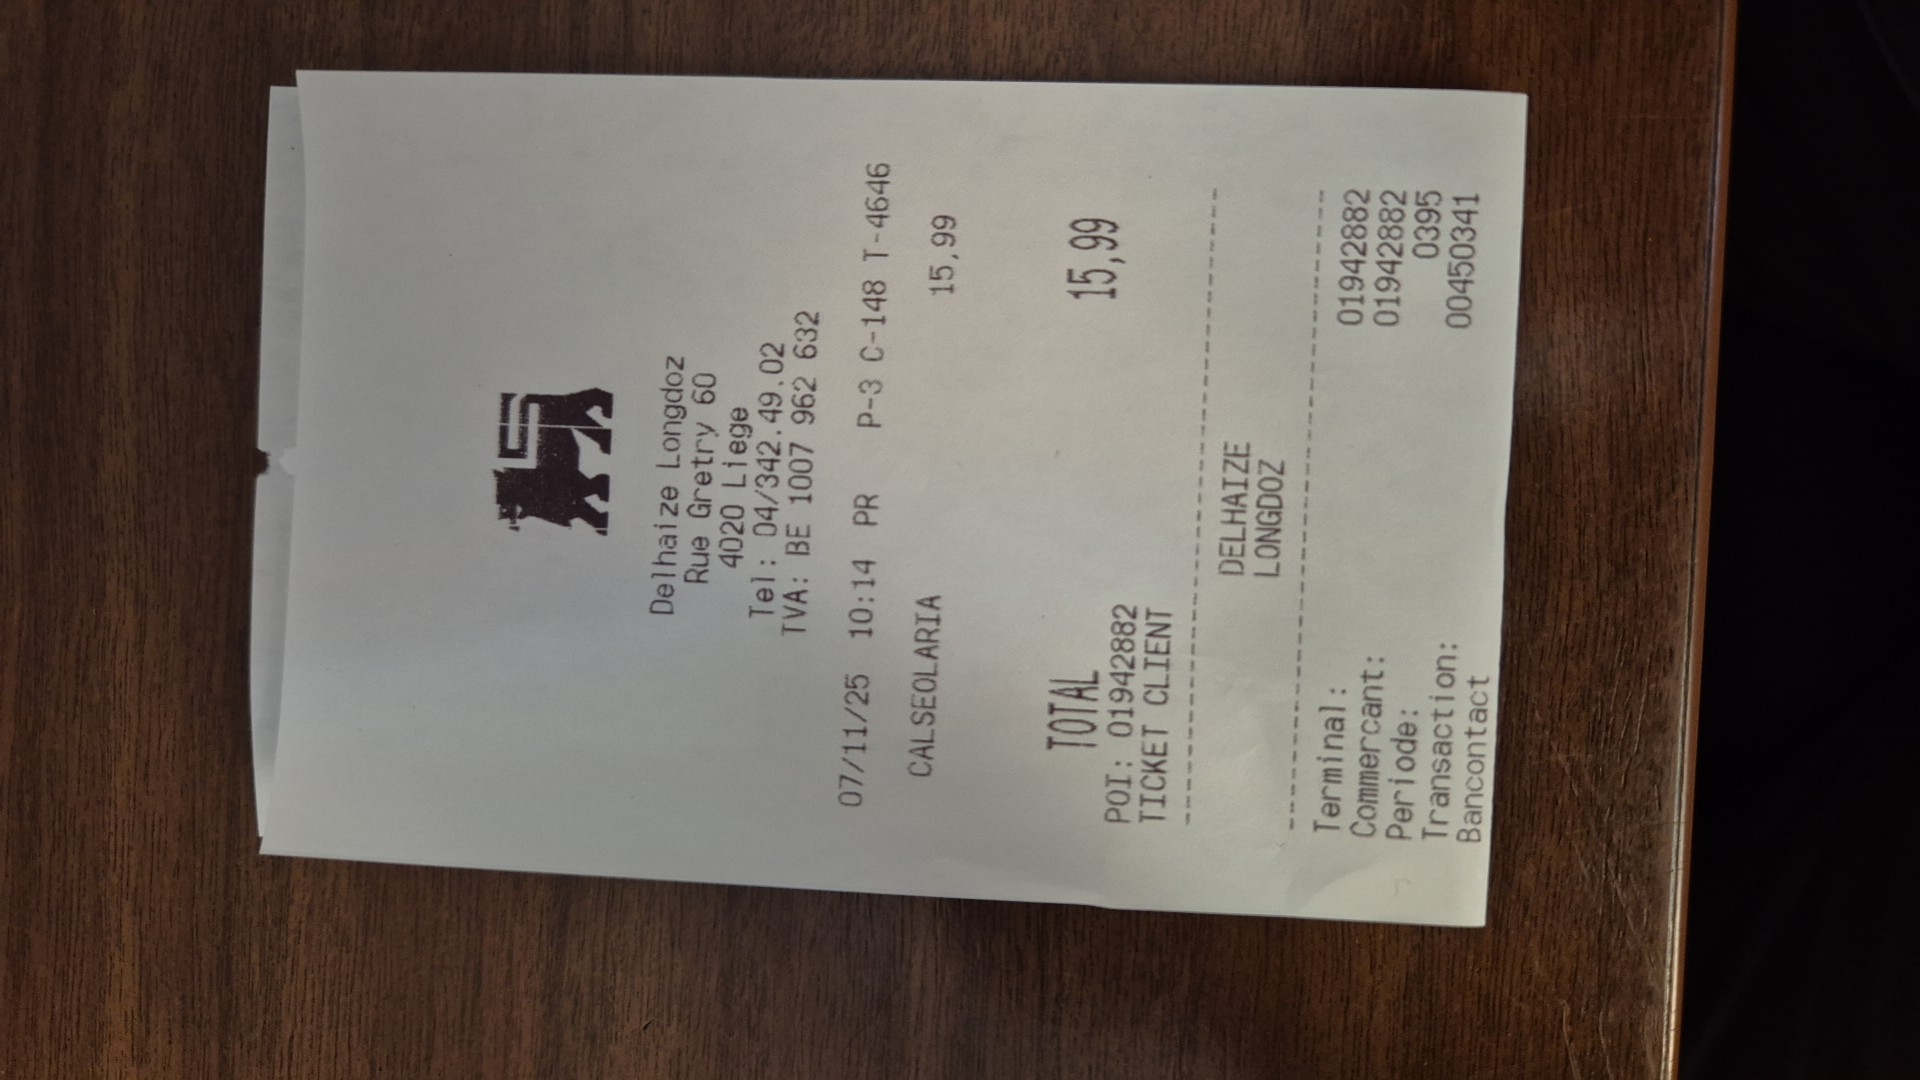 Delhaize Longdoz
Rue Gretry 60
4020 Liege
Tel: 04/342.49.02
TVA: BE 1007 962 632
07/11/25 10:14 PR P-3 C-148 T-4646
CALSEOLARIA 15,99
TOTAL 15,99
POI: 01942882
TICKET CLIENT
DELHAIZE
LONGDOZ
Terminal: 01942882
Commercant: 01942882
Periode: 0395
Transaction: 00450341
Bancontact